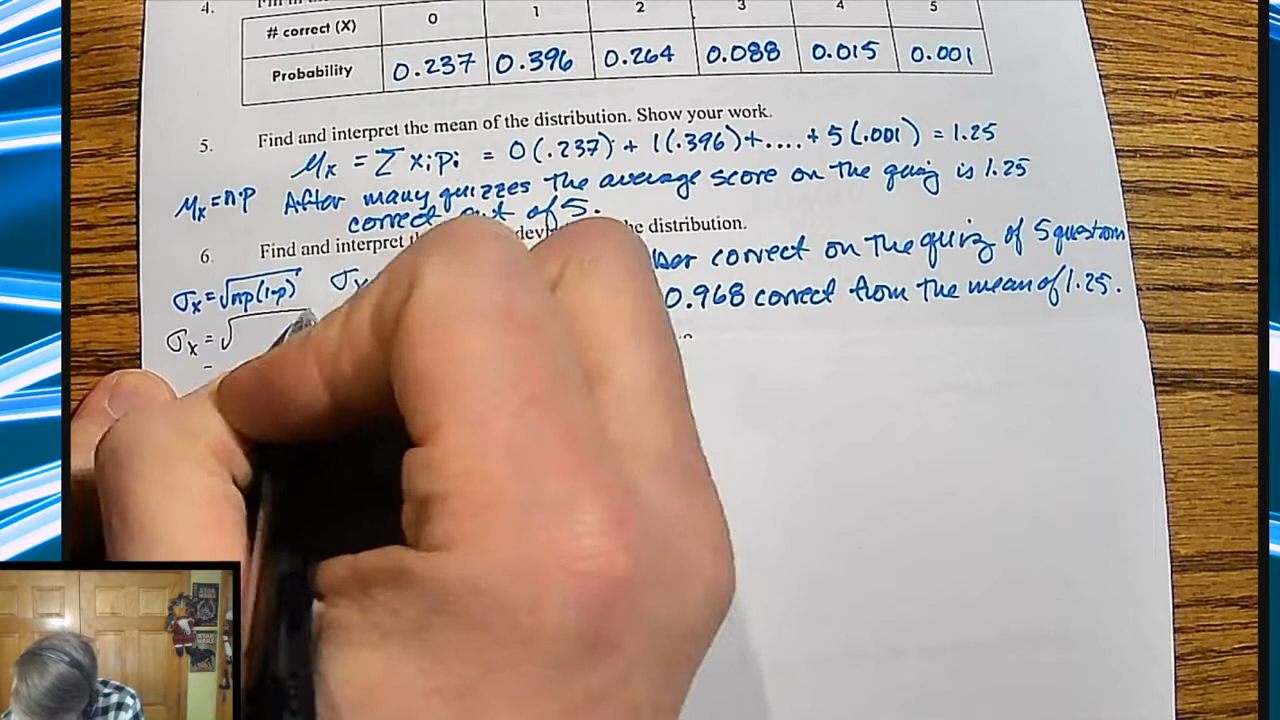 4.
# correct (X) 0 1 2 3 4 5
Probability 0.237 0.396 0.264 0.088 0.015 0.001
5. Find and interpret the mean of the distribution. Show your work.
μx = Σ xipi = 0(.237) + 1(.396)+....+ 5(.001) = 1.25
μx=n·p After many quizzes the average score on the quiz is 1.25
correct out of 5.
6. Find and interpret the distribution.
correct on the quiz of 5 questions
σx=√np(1-p) σx 0.968 correct from the mean of 1.25.
σx=√
=